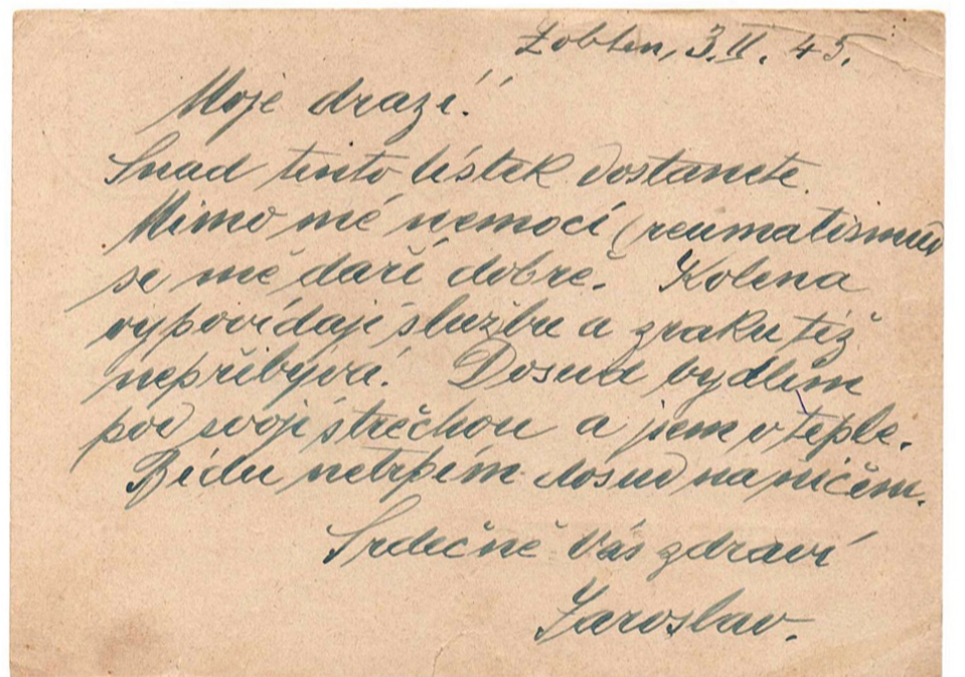 Zobten, 3.II. 45.
Moje drazí!
Snad tento lístek dostanete.
Mimo mé nemoci (reumatismus)
se mě daří dobře. Kolena
vypovídají službu a zraku též
nepřibývá. Dosud bydlím
pod svojí střechou a jsem v teple.
Bídu netrpím dosud na ničem.
Srdečně Vás zdraví
Jaroslav.